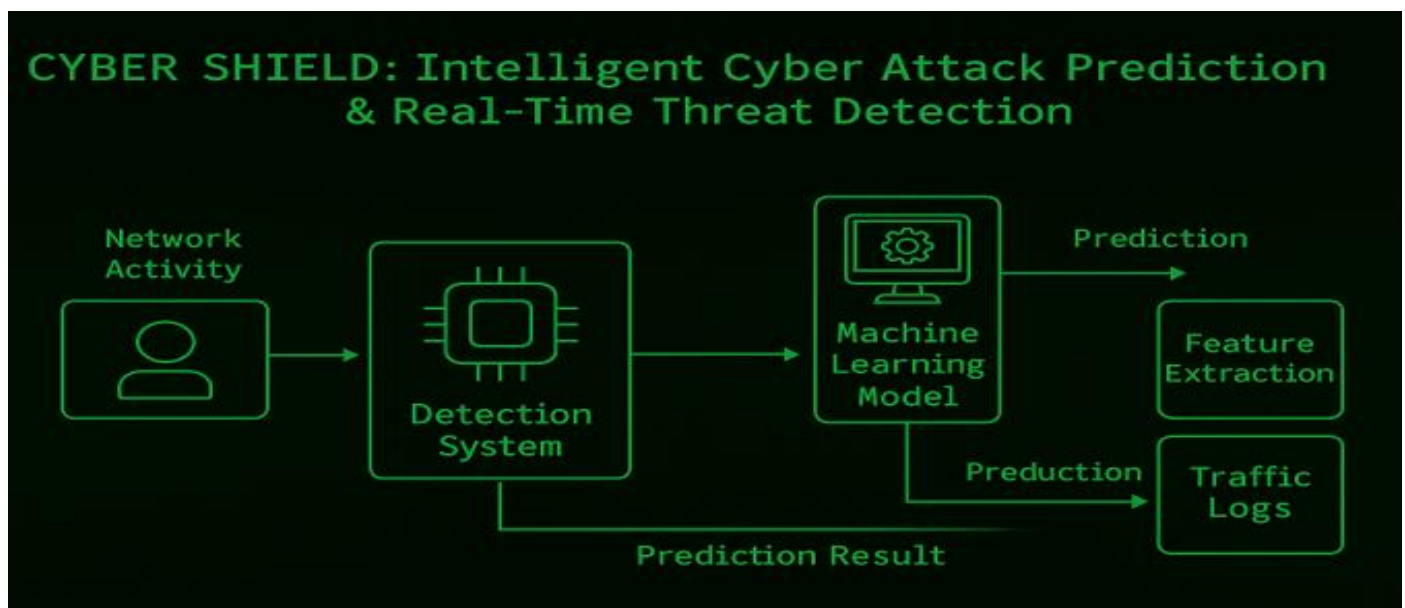 CYBER SHIELD: Intelligent Cyber Attack Prediction
& Real-Time Threat Detection
Network
Activity
Detection
System
Machine
Learning
Model
Prediction
Feature
Extraction
Preduction
Traffic
Logs
Prediction Result